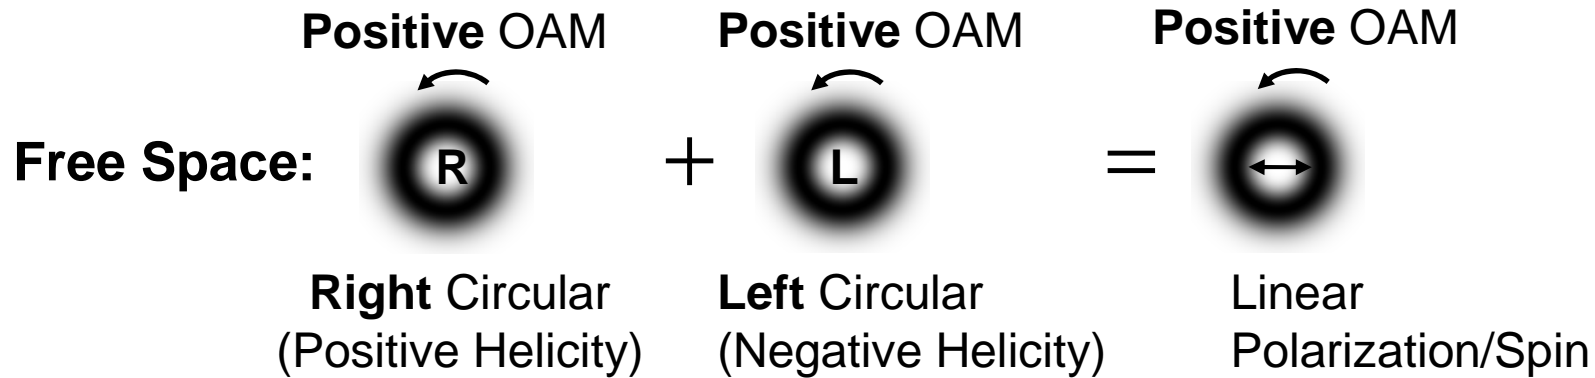 Positive OAM Positive OAM Positive OAM
Free Space: R + L =
Right Circular Left Circular Linear
(Positive Helicity) (Negative Helicity) Polarization/Spin